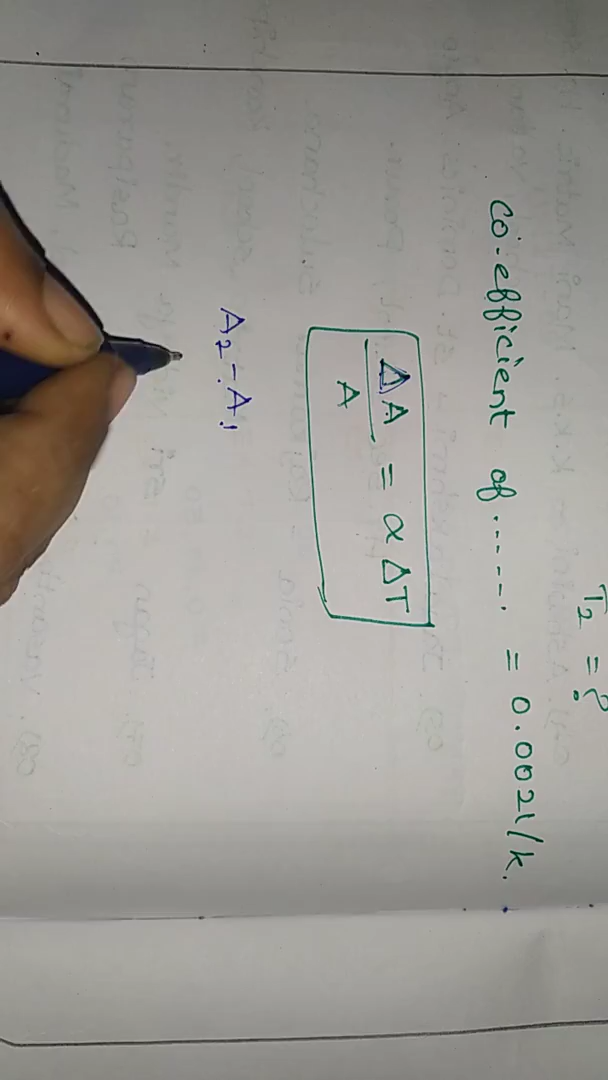 T2 = ?
Co-efficient of ...... = 0.0021/k.
ΔA/A = α ΔT
A2 - A1